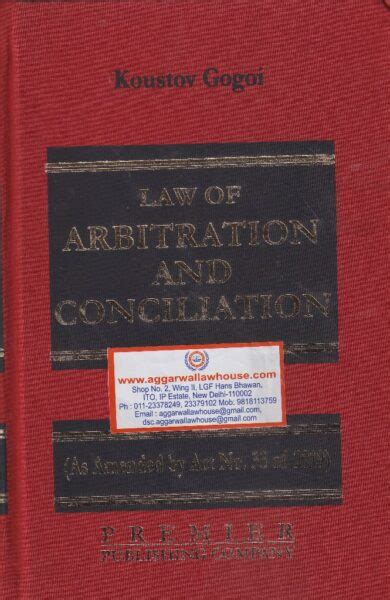 Koustov Gogoi
LAW OF
ARBITRATION
AND
CONCILIATION
www.aggarwallawhouse.com
Shop No. 2, Wing II, LGF Hans Bhawan,
ITO, IP Estate, New Delhi-110002
Ph : 011-23378249, 23379102 Mob: 9818113759
Email : aggarwallawhouse@gmail.com,
dsc.aggarwallawhouse@gmail.com
(As Amended by Act No. 33 of 2019)
PREMIER
PUBLISHING COMPANY